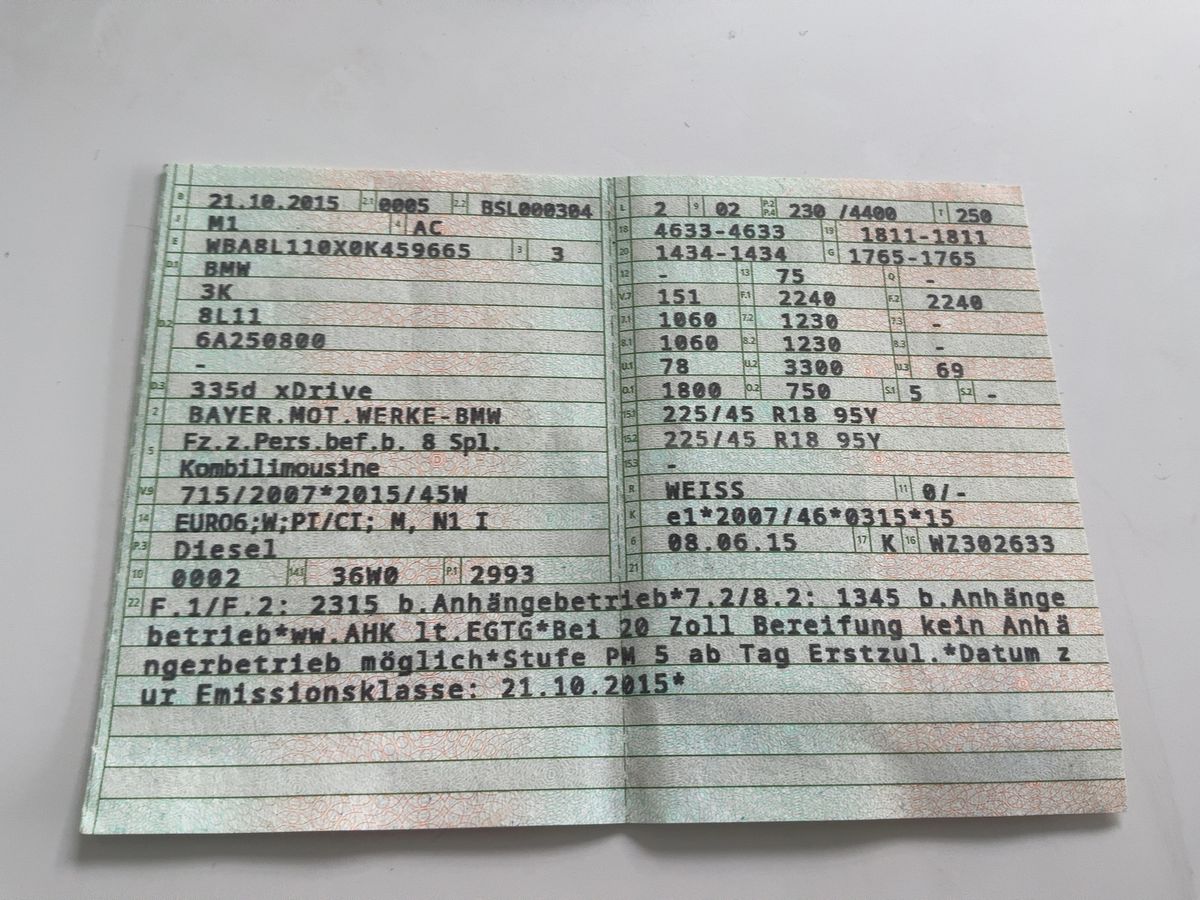 B 21.10.2015 2.1 0005 2.2 BSL000304
J M1 4 AC
E WBA8L110X0K459665 3 3
D.1 BMW
3K
D.2 8L11
6A250800
-
D.3 335d xDrive
2 BAYER.MOT.WERKE-BMW
5 Fz.z.Pers.bef.b. 8 Spl.
Kombilimousine
V.9 715/2007*2015/45W
14 EURO6;W;PI/CI; M, N1 I
P.3 Diesel
10 0002 14.1 36W0 P.1 2993
L 2 9 02 P.2 P.4 230 /4400 T 250
18 4633-4633 19 1811-1811
20 1434-1434 G 1765-1765
12 - 13 75 Q -
V.7 151 F.1 2240 F.2 2240
7.1 1060 7.2 1230 7.3 -
8.1 1060 8.2 1230 8.3 -
U.1 78 U.2 3300 U.3 69
O.1 1800 O.2 750 S.1 5 S.2 -
15.1 225/45 R18 95Y
15.2 225/45 R18 95Y
15.3 -
R WEISS 11 0/-
K e1*2007/46*0315*15
6 08.06.15 17 K 16 WZ302633
21
22 F.1/F.2: 2315 b.Anhängebetrieb*7.2/8.2: 1345 b.Anhänge
betrieb*ww.AHK lt.EGTG*Bei 20 Zoll Bereifung kein Anhä
ngerbetrieb möglich*Stufe PM 5 ab Tag Erstzul.*Datum z
ur Emissionsklasse: 21.10.2015*